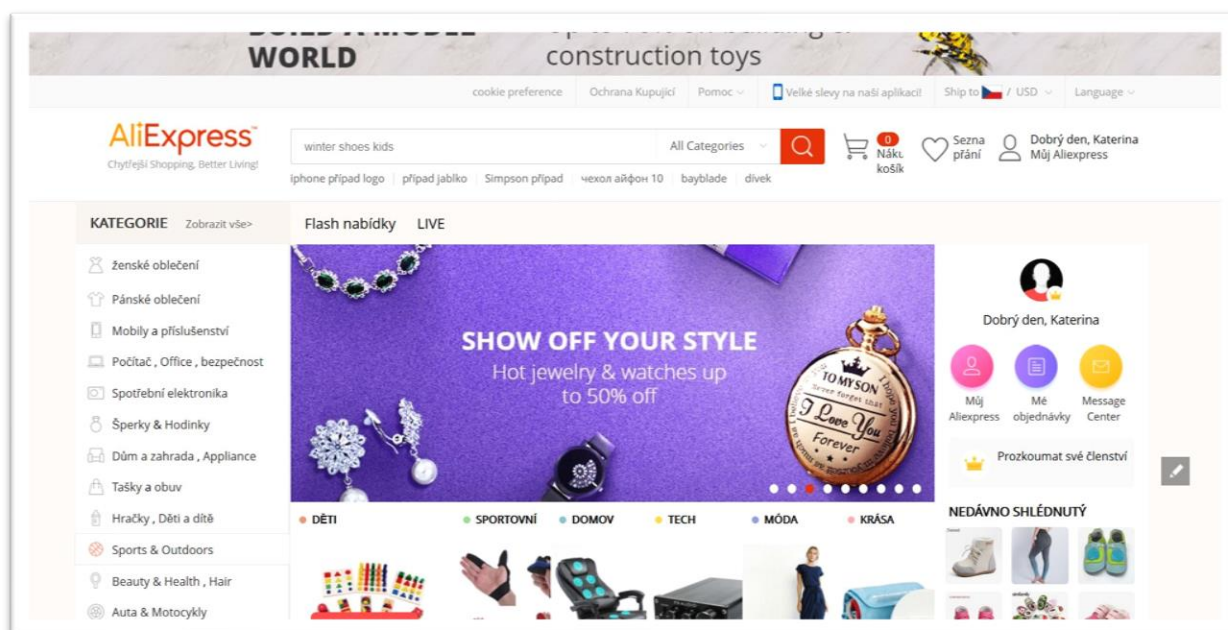 WORLD
construction toys
cookie preference Ochrana Kupující Pomoc Velké slevy na naší aplikaci! Ship to / USD Language
AliExpress
Chytřejší Shopping, Better Living!
winter shoes kids All Categories
0
Náku
košík
Sezna
přání
Dobrý den, Katerina
Můj Aliexpress
iphone případ logo případ jablko Simpson případ чехол айфон 10 bayblade dívek
KATEGORIE Zobrazit vše>
Flash nabídky LIVE
ženské oblečení
Pánské oblečení
Mobily a příslušenství
Počítač , Office , bezpečnost
Spotřební elektronika
Šperky & Hodinky
Dům a zahrada , Appliance
Tašky a obuv
Hračky , Děti a dítě
Sports & Outdoors
Beauty & Health , Hair
Auta & Motocykly
SHOW OFF YOUR STYLE
Hot jewelry & watches up
to 50% off
TO MY SON
Never forget that
I Love You
Forever
Dobrý den, Katerina
Můj
Aliexpress
Mé
objednávky
Message
Center
Prozkoumat své členství
NEDÁVNO SHLÉDNUTÝ
DĚTI SPORTOVNÍ DOMOV TECH MÓDA KRÁSA